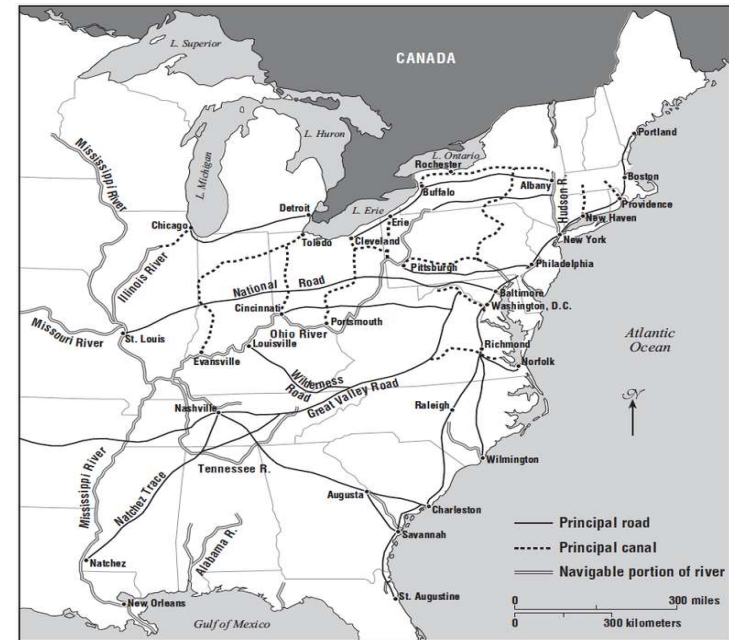 L. Superior
CANADA
L. Huron
L. Michigan
Mississippi River
Portland
L. Ontario
Rochester
Boston
Buffalo
Albany
Hudson R.
Providence
Detroit
L. Erie
Erie
New Haven
Chicago
Toledo
Cleveland
New York
Illinois River
Pittsburgh
Philadelphia
National Road
Baltimore
Washington, D.C.
Cincinnati
Portsmouth
Missouri River
St. Louis
Ohio River
Louisville
Atlantic
Ocean
Richmond
Norfolk
Evansville
Wilderness
Road
Great Valley Road
Nashville
Raleigh
N
Tennessee R.
Wilmington
Mississippi River
Natchez Trace
Augusta
Charleston
Alabama R.
Savannah
Principal road
Principal canal
Natchez
Navigable portion of river
New Orleans
St. Augustine
0 300 miles
0 300 kilometers
Gulf of Mexico